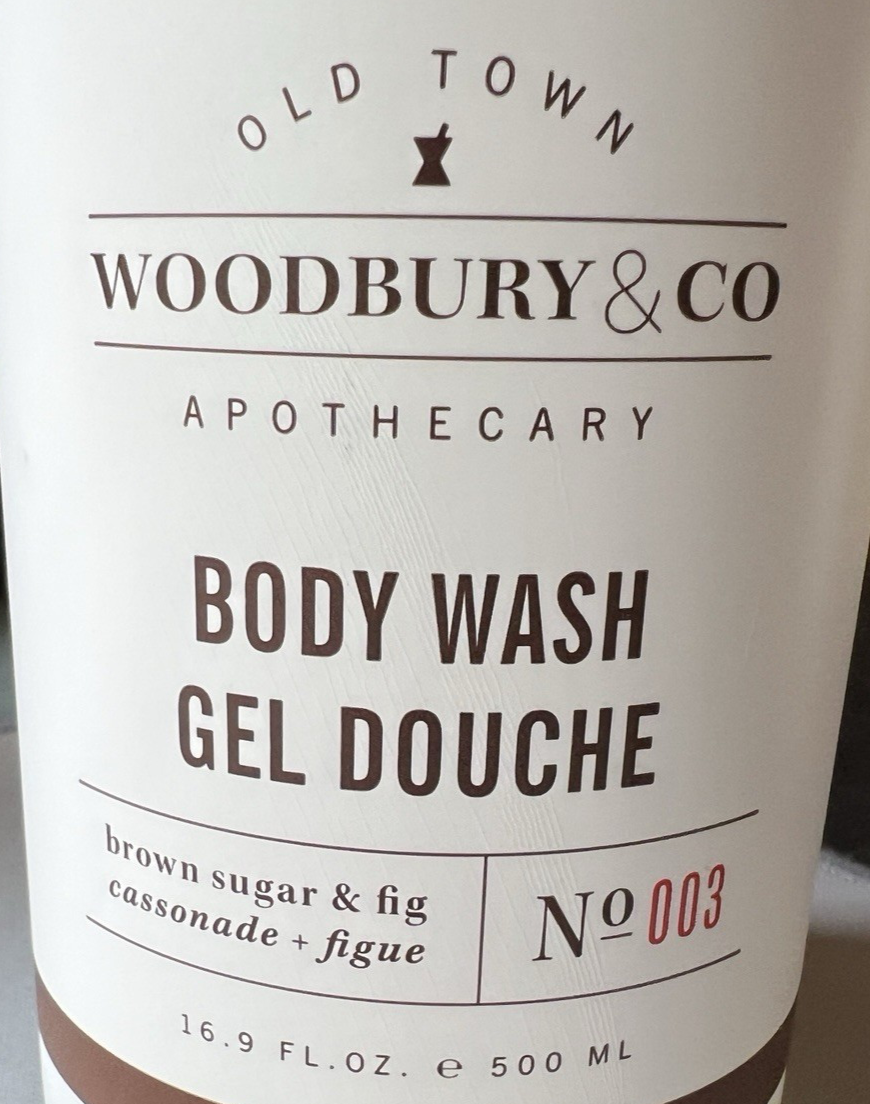 OLD TOWN
WOODBURY & CO
APOTHECARY
BODY WASH
GEL DOUCHE
brown sugar & fig
cassonade + figue
Nº 003
16.9 FL.OZ. ℮ 500 ML